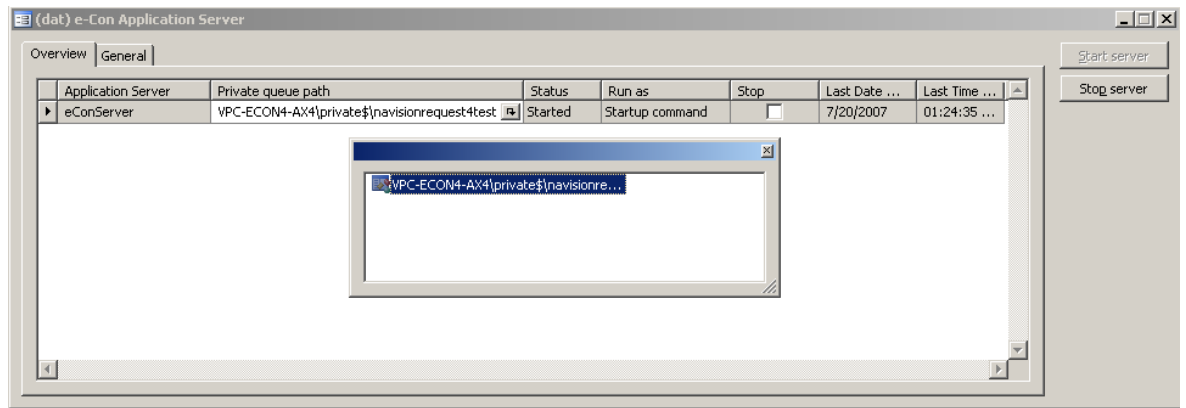 (dat) e-Con Application Server
Overview General
Start server
Stop server
Application Server Private queue path Status Run as Stop Last Date ... Last Time ...
eConServer VPC-ECON4-AX4\private$\navisionrequest4test Started Startup command 7/20/2007 01:24:35 ...
VPC-ECON4-AX4\private$\navisionre...